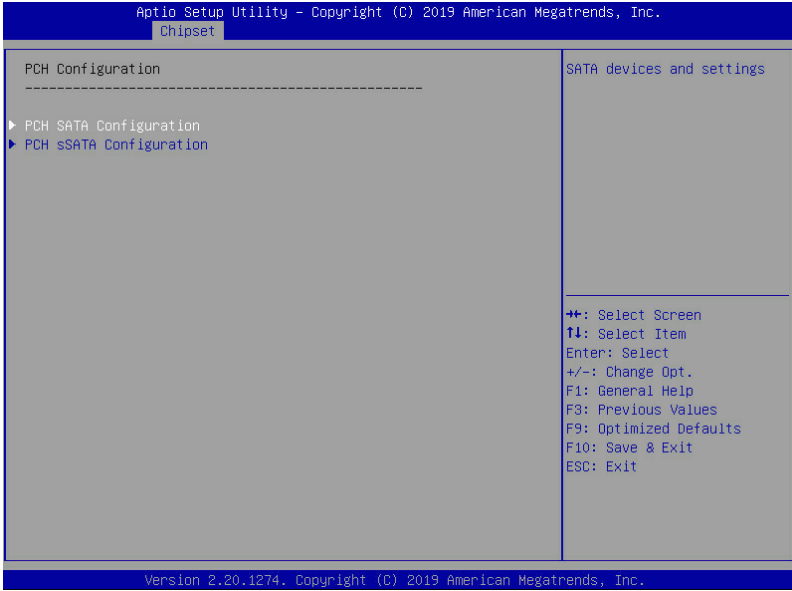 Aptio Setup Utility – Copyright (C) 2019 American Megatrends, Inc.
Chipset
PCH Configuration
--------------------------------------------------
PCH SATA Configuration
PCH sSATA Configuration
SATA devices and settings
→←: Select Screen
↑↓: Select Item
Enter: Select
+/-: Change Opt.
F1: General Help
F3: Previous Values
F9: Optimized Defaults
F10: Save & Exit
ESC: Exit
Version 2.20.1274. Copyright (C) 2019 American Megatrends, Inc.